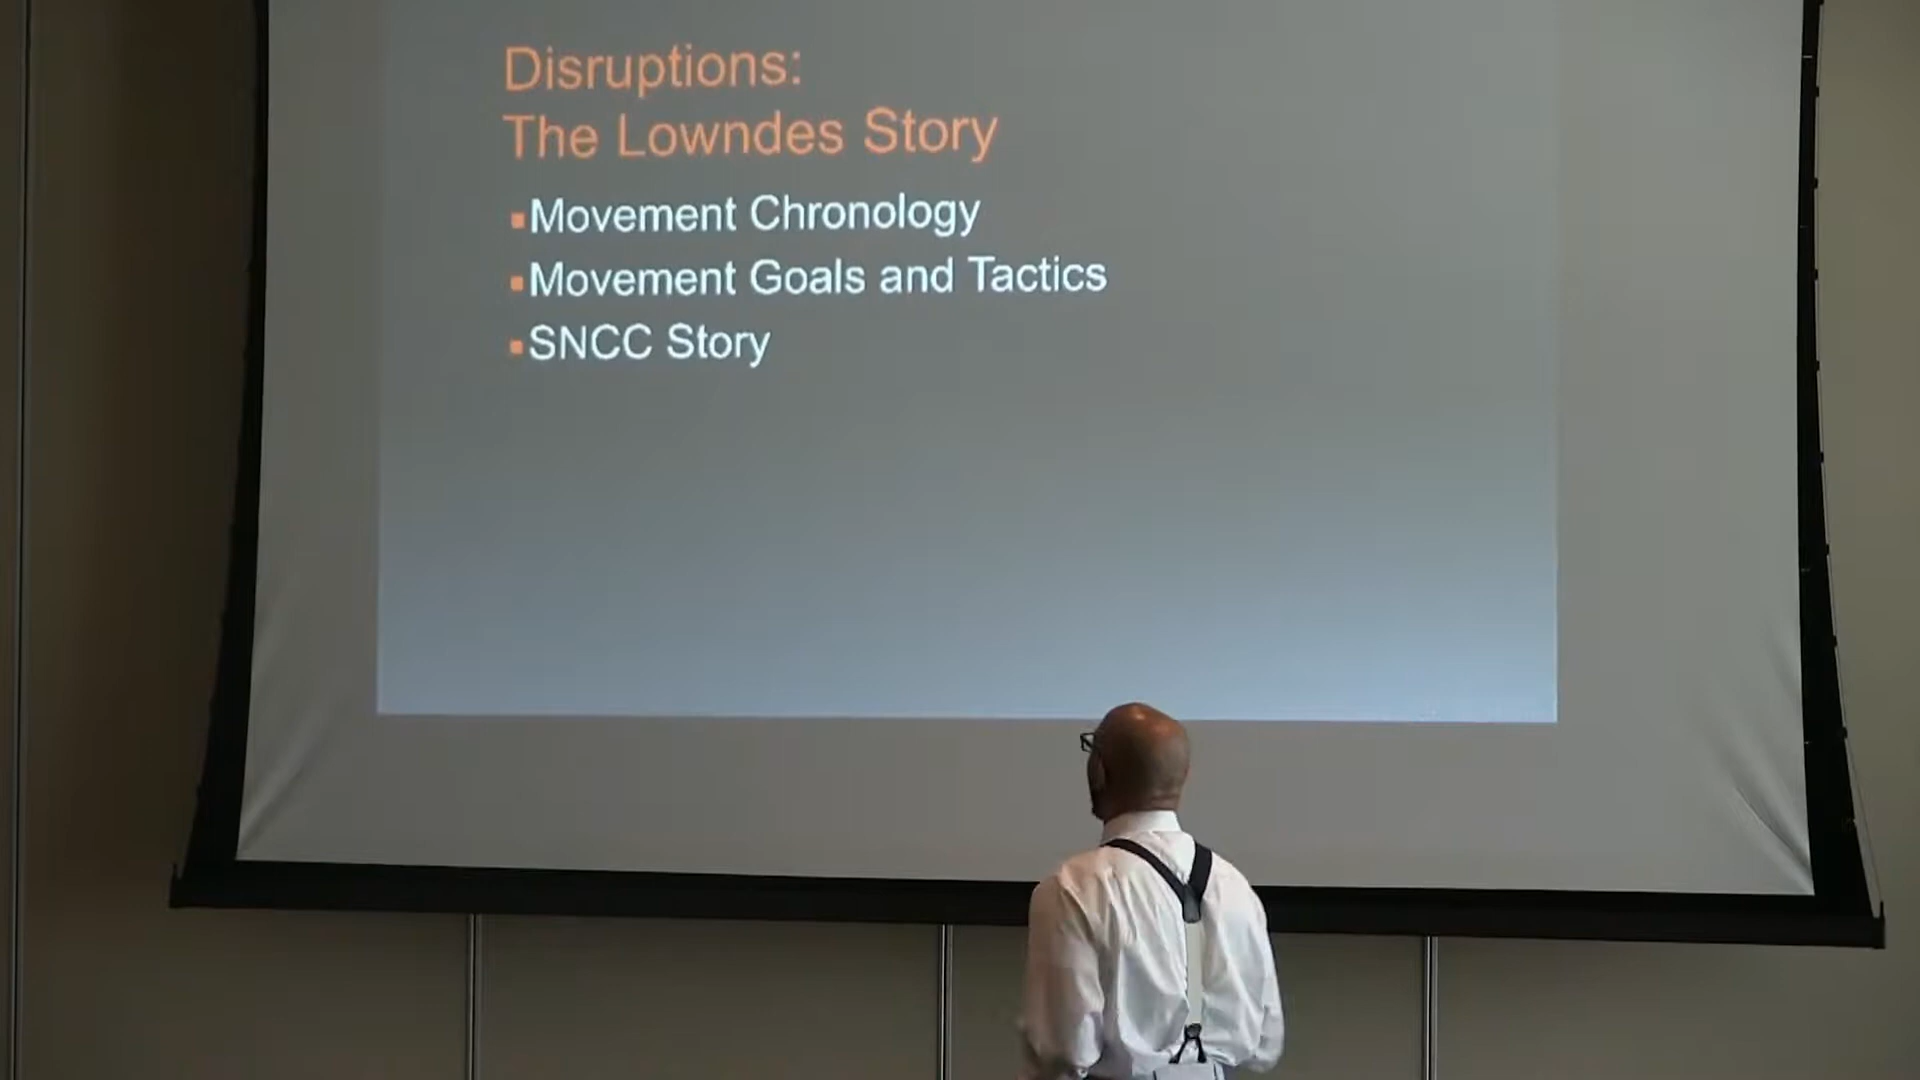 Disruptions:
The Lowndes Story
▪Movement Chronology
▪Movement Goals and Tactics
▪SNCC Story